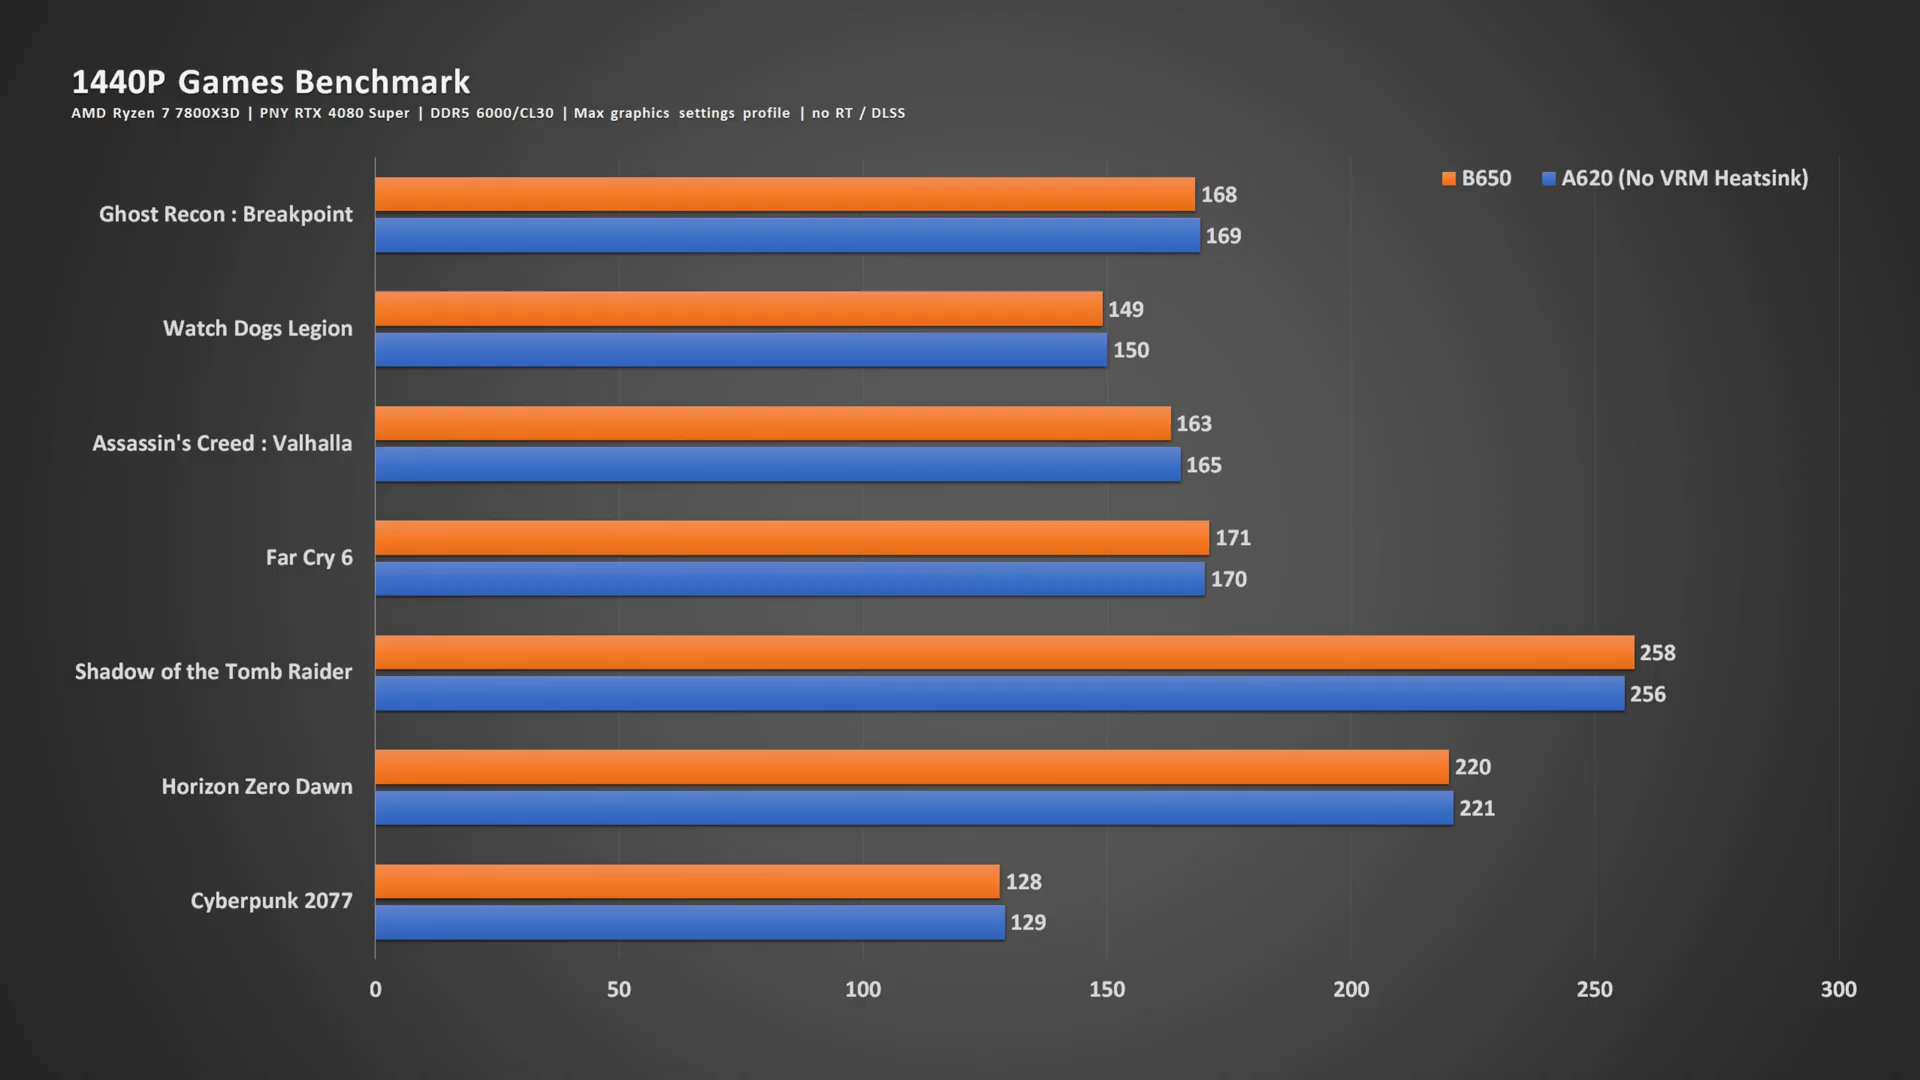 1440P Games Benchmark
AMD Ryzen 7 7800X3D | PNY RTX 4080 Super | DDR5 6000/CL30 | Max graphics settings profile | no RT / DLSS
B650 A620 (No VRM Heatsink)
Ghost Recon : Breakpoint
168
169
Watch Dogs Legion
149
150
Assassin's Creed : Valhalla
163
165
Far Cry 6
171
170
Shadow of the Tomb Raider
258
256
Horizon Zero Dawn
220
221
Cyberpunk 2077
128
129
0 50 100 150 200 250 300